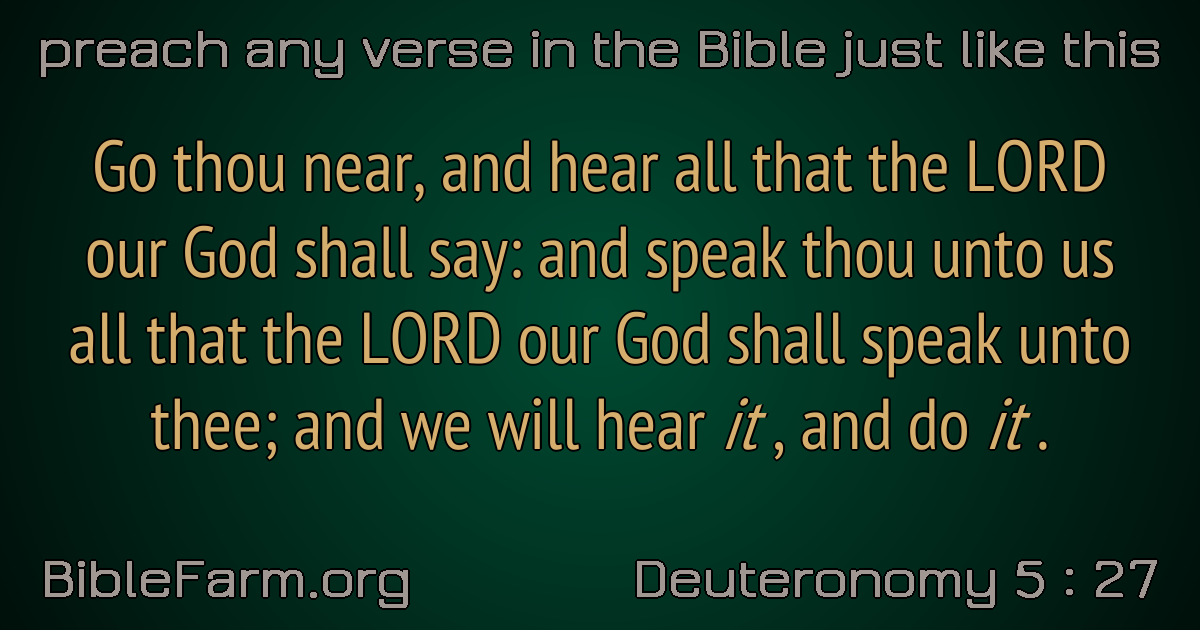 preach any verse in the Bible just like this
Go thou near, and hear all that the LORD
our God shall say: and speak thou unto us
all that the LORD our God shall speak unto
thee; and we will hear it , and do it .
BibleFarm.org
Deuteronomy 5 : 27